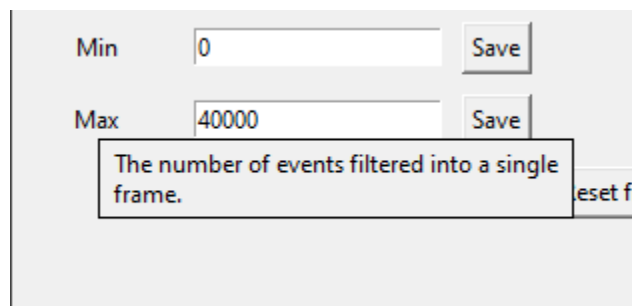 Min 0 Save
Max 40000 Save
The number of events filtered into a single
frame.